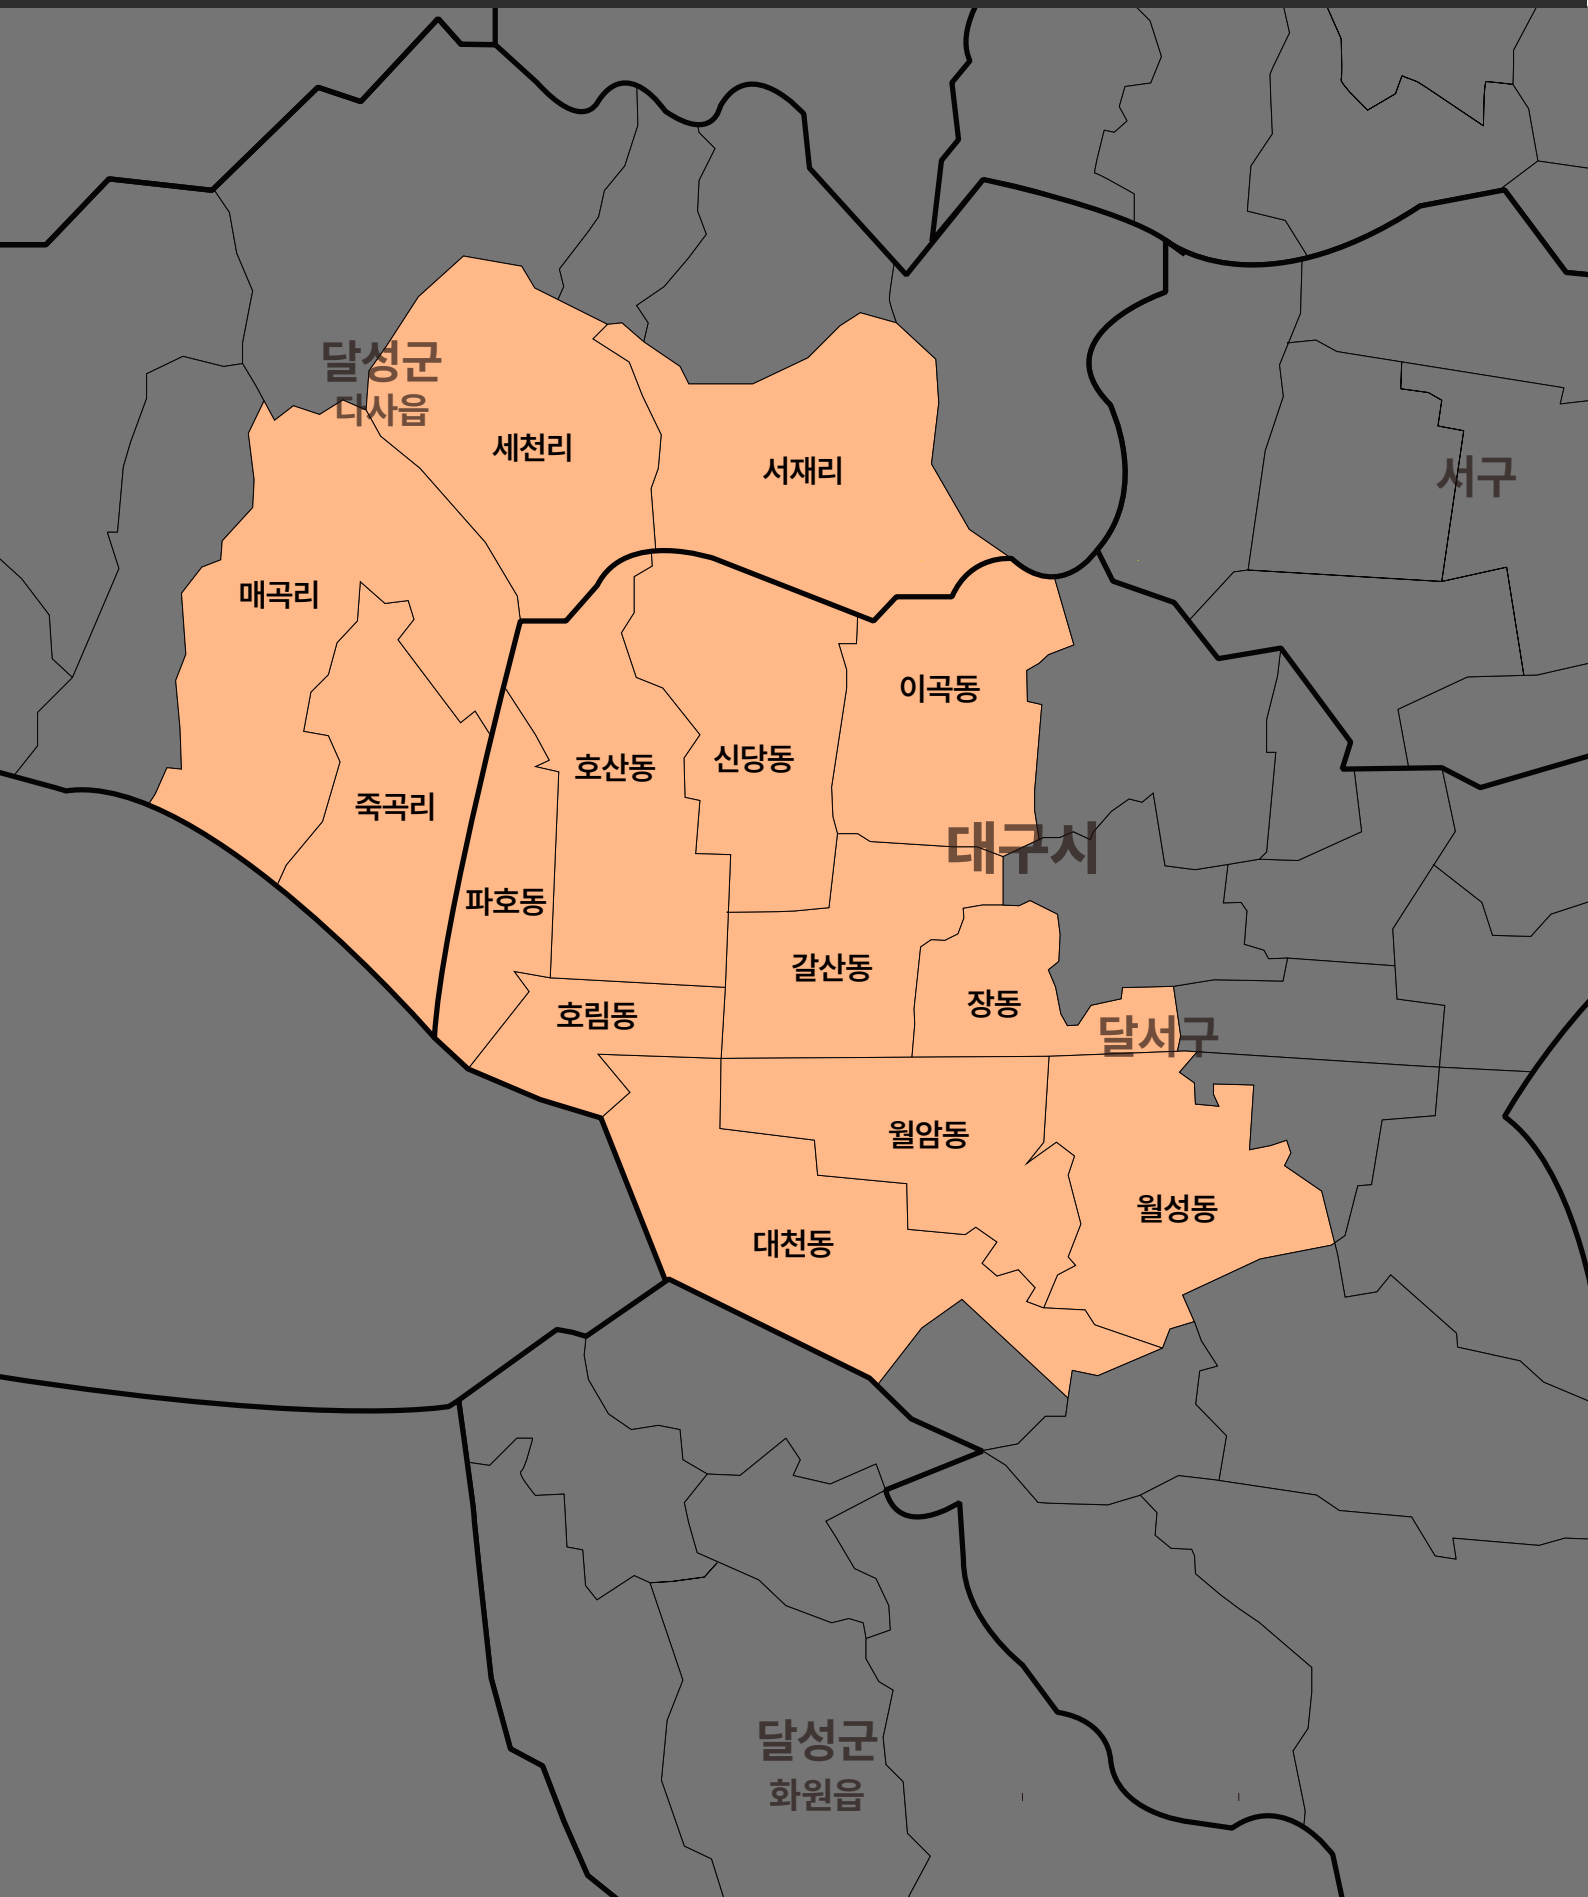 달성군
다사읍
세천리
서재리
서구
매곡리
이곡동
호산동
신당동
죽곡리
대구시
파호동
갈산동
장동
호림동
달서구
월암동
월성동
대천동
달성군
화원읍